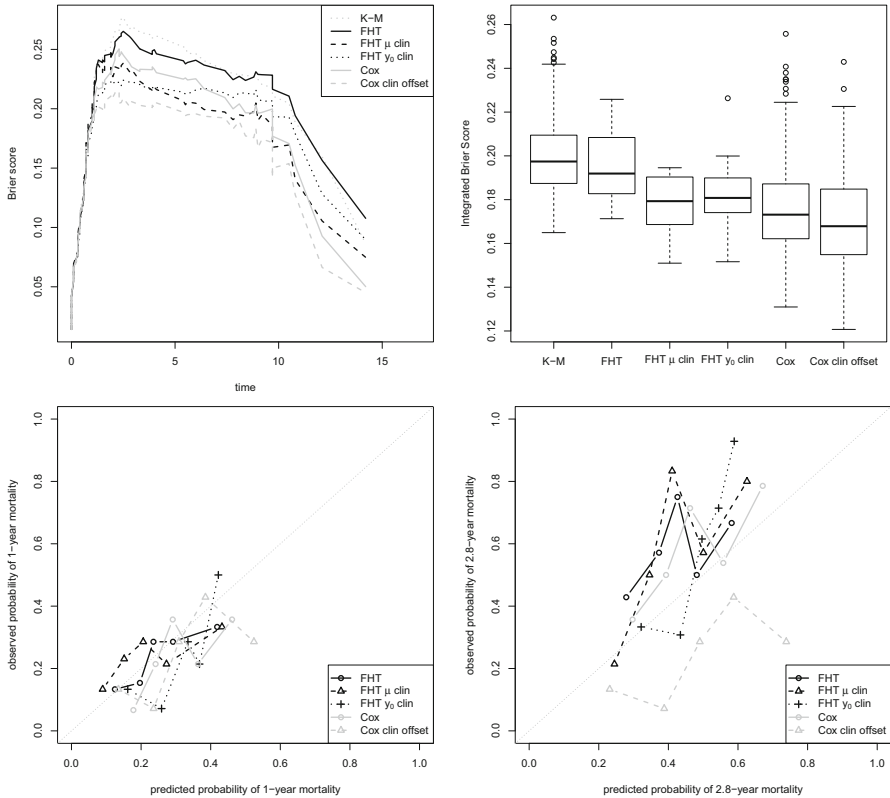 K−M
FHT
FHT μ clin
FHT y0 clin
Cox
Cox clin offset
Brier score
0.05 0.10 0.15 0.20 0.25
0 5 10 15
time
Integrated Brier Score
0.12 0.14 0.16 0.18 0.20 0.22 0.24 0.26
K−M FHT FHT μ clin FHT y0 clin Cox Cox clin offset
observed probability of 1−year mortality
0.0 0.2 0.4 0.6 0.8 1.0
FHT
FHT μ clin
FHT y0 clin
Cox
Cox clin offset
0.0 0.2 0.4 0.6 0.8 1.0
predicted probability of 1−year mortality
observed probability of 2.8−year mortality
0.0 0.2 0.4 0.6 0.8 1.0
FHT
FHT μ clin
FHT y0 clin
Cox
Cox clin offset
0.0 0.2 0.4 0.6 0.8 1.0
predicted probability of 2.8−year mortality